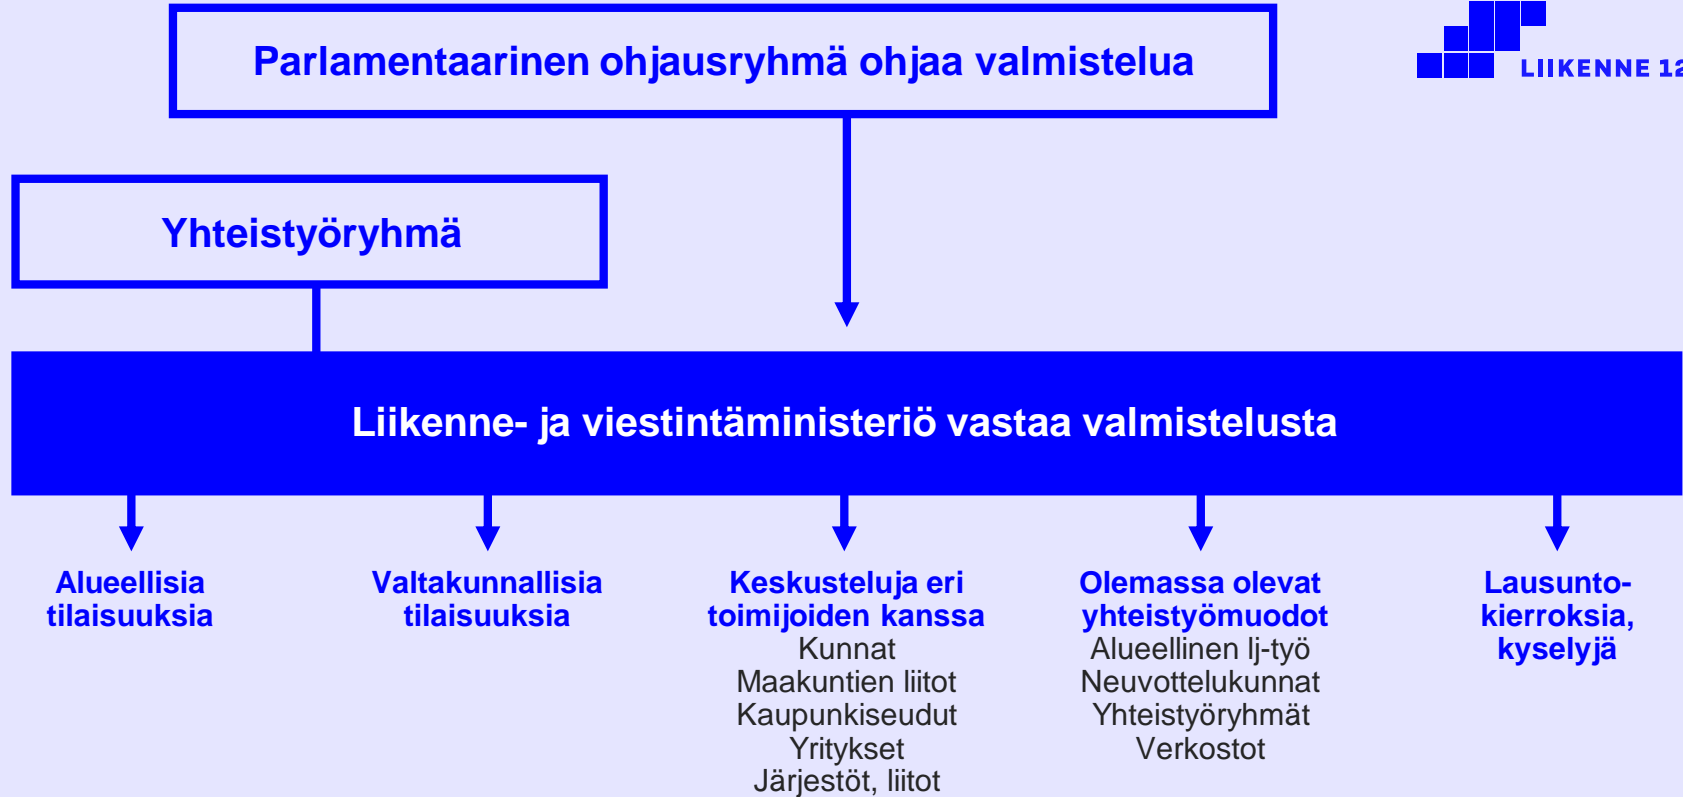 Parlamentaarinen ohjausryhmä ohjaa valmistelua
LIIKENNE 12
Yhteistyöryhmä
Liikenne- ja viestintäministeriö vastaa valmistelusta
Alueellisia
tilaisuuksia
Valtakunnallisia
tilaisuuksia
Keskusteluja eri
toimijoiden kanssa
Kunnat
Maakuntien liitot
Kaupunkiseudut
Yritykset
Järjestöt, liitot
Olemassa olevat
yhteistyömuodot
Alueellinen lj-työ
Neuvottelukunnat
Yhteistyöryhmät
Verkostot
Lausunto-
kierroksia,
kyselyjä